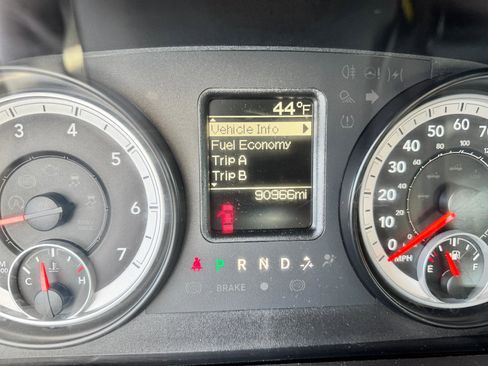 44°F
Vehicle Info
Fuel Economy
Trip A
Trip B
90966mi
P R N D
BRAKE
3 4 5 6 7
C H
0 10 20 30 40 50 60 70
MPH
E F